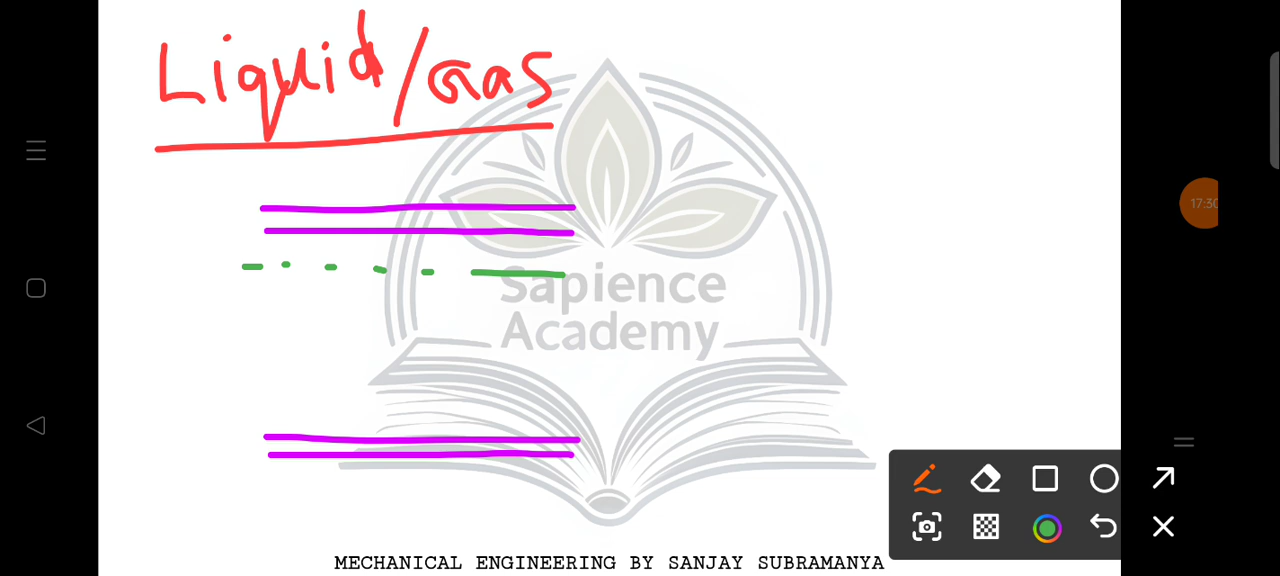 Liquid/Gas
17:30
Sapience
Academy
MECHANICAL ENGINEERING BY SANJAY SUBRAMANYA